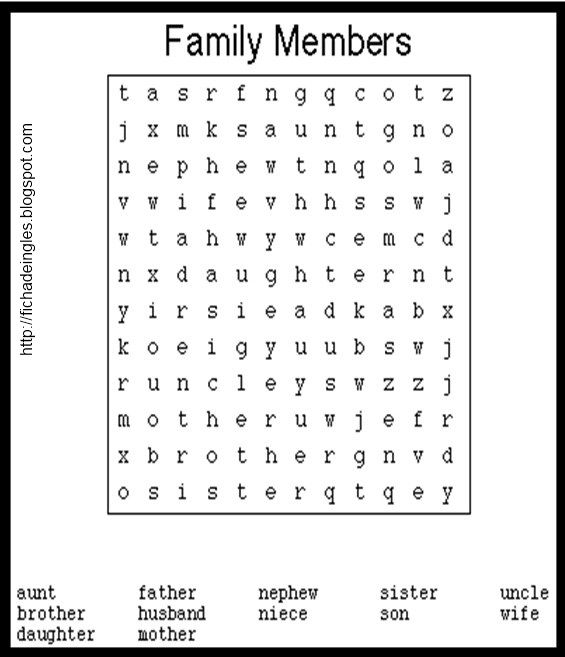 Family Members
http://fichadeingles.blogspot.com
t a s r f n g q c o t z
j x m k s a u n t g n o
n e p h e w t n q o l a
v w i f e v h h s s w j
w t a h w y w c e m c d
n x d a u g h t e r n t
y i r s i e a d k a b x
k o e i g y u u b s w j
r u n c l e y s w z z j
m o t h e r u w j e f r
x b r o t h e r g n v d
o s i s t e r q t q e y
aunt father nephew sister uncle
brother husband niece son wife
daughter mother